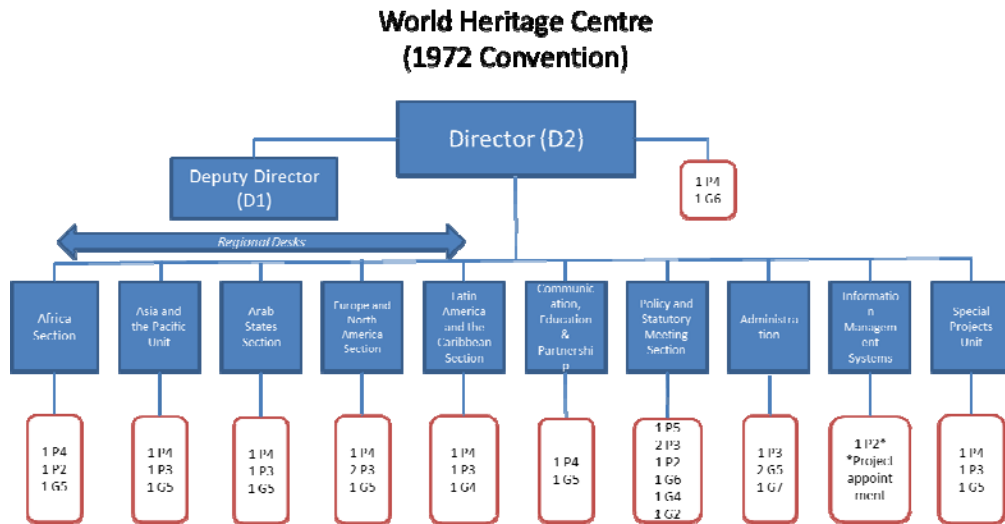 World Heritage Centre
(1972 Convention)
Director (D2)
Deputy Director
(D1)
1 P4
1 G6
Regional Desks
Africa
Section
Asia and
the Pacific
Unit
Arab
States
Section
Europe and
North
America
Section
Latin
America
and the
Caribbean
Section
Communic
ation,
Education
&
Partnershi
p
Policy and
Statutory
Meeting
Section
Administra
tion
Informatio
n
Managem
ent
Systems
Special
Projects
Unit
1 P4
1 P2
1 G5
1 P4
1 P3
1 G5
1 P4
1 P3
1 G5
1 P4
2 P3
1 G5
1 P4
1 P3
1 G4
1 P4
1 G5
1 P5
2 P3
1 P2
1 G6
1 G4
1 G2
1 P3
2 G5
1 G7
1 P2*
*Project
appoint
ment
1 P4
1 P3
1 G5